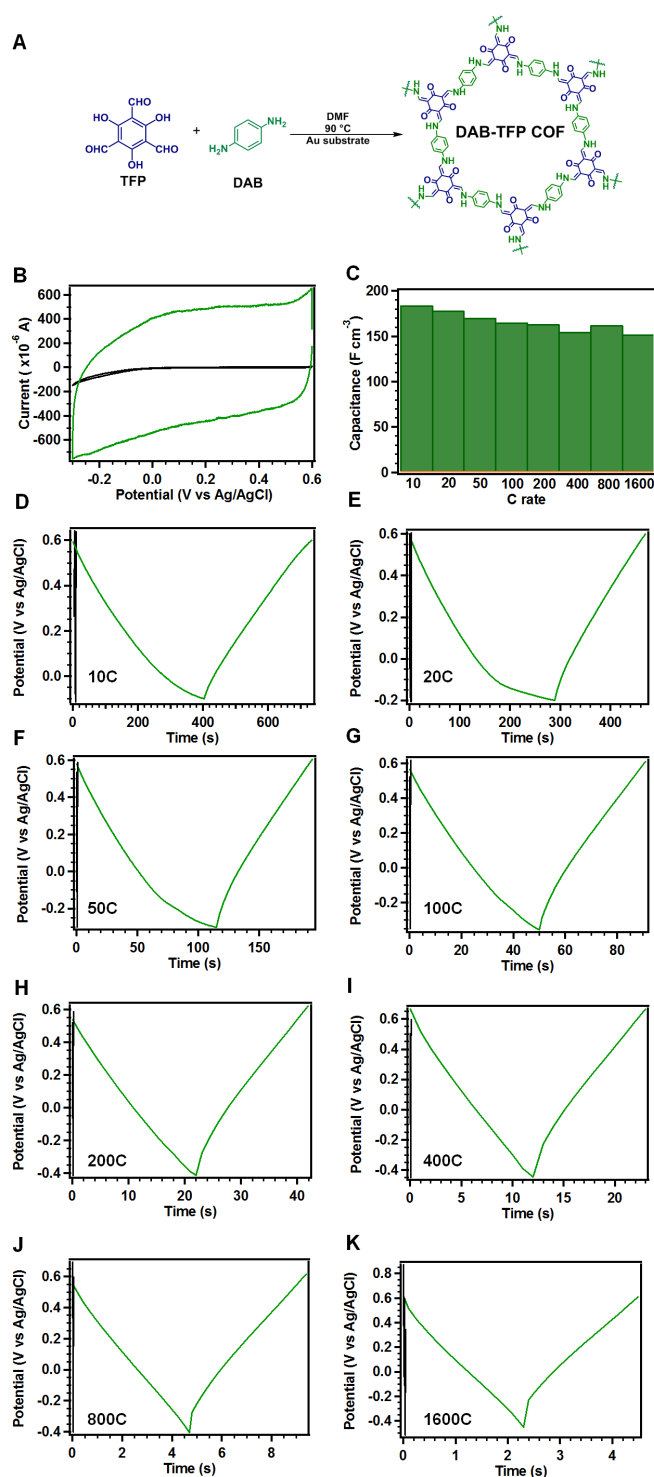 A
CHO
OH
HO
OHC
CHO
OH
TFP
+
NH2
H2N
DAB
DMF
90 °C
Au substrate
DAB-TFP COF
B
Current ( x10-6 A)
600
400
200
0
-200
-400
-600
-0.2 0.0 0.2 0.4 0.6
Potential (V vs Ag/AgCl)
C
Capacitance (F cm-3)
200
150
100
50
0
10 20 50 100 200 400 800 1600
C rate
D
Potential (V vs Ag/AgCl)
0.6
0.4
0.2
0.0
10C
0 200 400 600
Time (s)
E
Potential (V vs Ag/AgCl)
0.6
0.4
0.2
0.0
-0.2
20C
0 100 200 300 400
Time (s)
F
Potential (V vs Ag/AgCl)
0.6
0.4
0.2
0.0
-0.2
50C
0 50 100 150
Time (s)
G
Potential (V vs Ag/AgCl)
0.6
0.4
0.2
0.0
-0.2
100C
0 20 40 60 80
Time (s)
H
Potential (V vs Ag/AgCl)
0.6
0.4
0.2
0.0
-0.2
-0.4
200C
0 10 20 30 40
Time (s)
I
Potential (V vs Ag/AgCl)
0.6
0.4
0.2
0.0
-0.2
-0.4
400C
0 5 10 15 20
Time (s)
J
Potential (V vs Ag/AgCl)
0.6
0.4
0.2
0.0
-0.2
-0.4
800C
0 2 4 6 8
Time (s)
K
Potential (V vs Ag/AgCl)
0.8
0.6
0.4
0.2
0.0
-0.2
-0.4
1600C
0 1 2 3 4
Time (s)